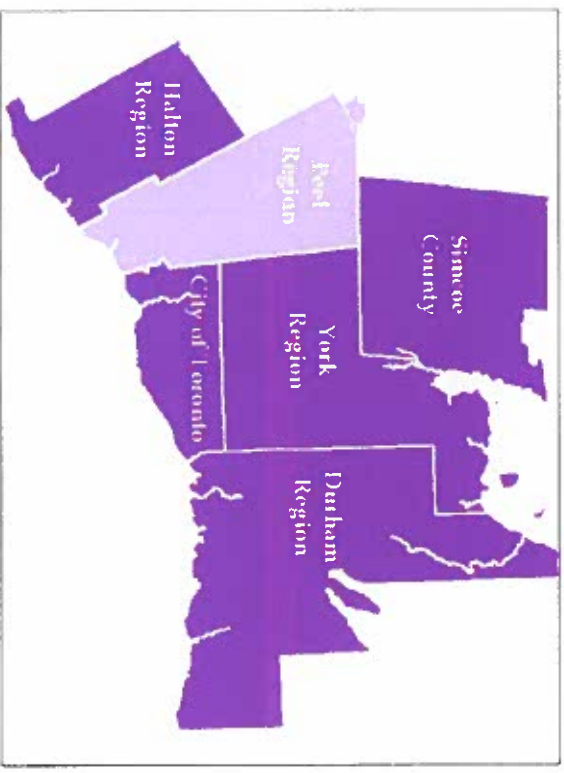 Halton
Region
Peel
Region
Simcoe
County
York
Region
City of Toronto
Durham
Region